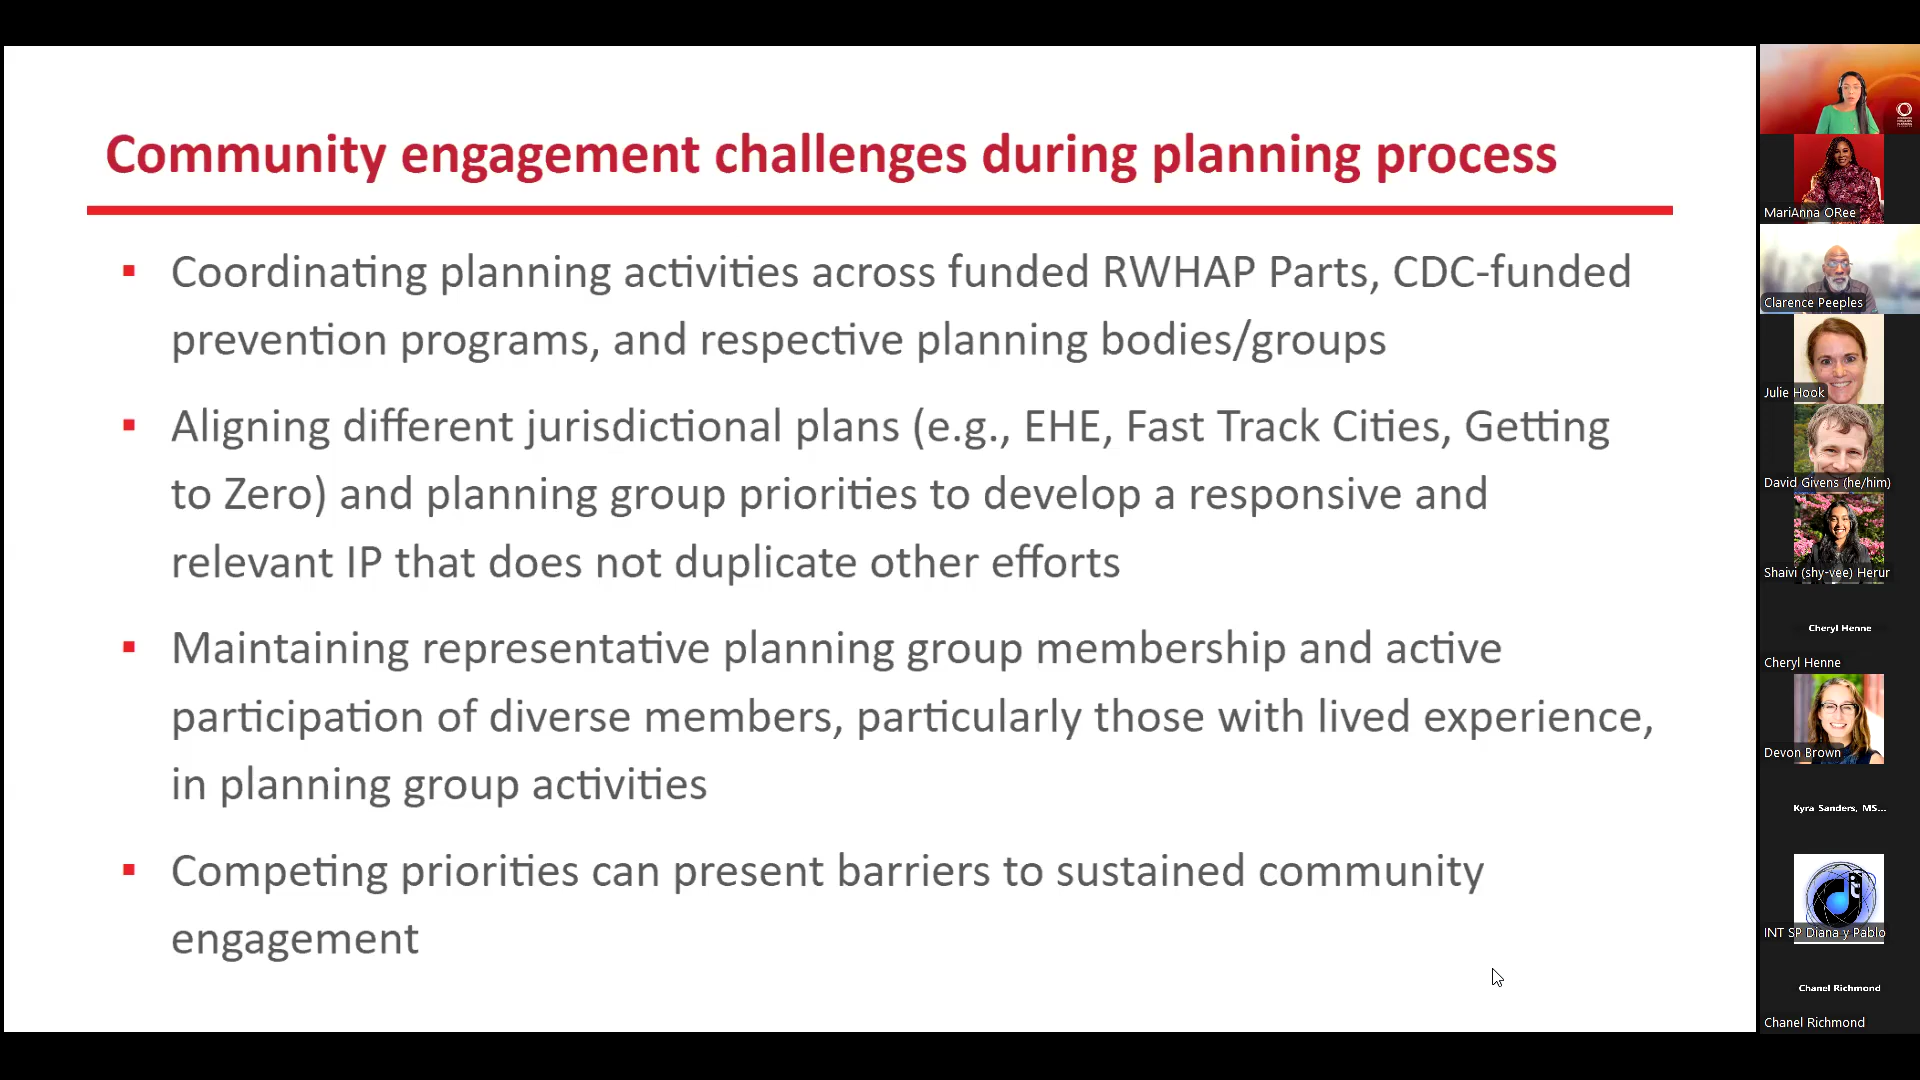 Community engagement challenges during planning process
▪ Coordinating planning activities across funded RWHAP Parts, CDC-funded
prevention programs, and respective planning bodies/groups
▪ Aligning different jurisdictional plans (e.g., EHE, Fast Track Cities, Getting
to Zero) and planning group priorities to develop a responsive and
relevant IP that does not duplicate other efforts
▪ Maintaining representative planning group membership and active
participation of diverse members, particularly those with lived experience,
in planning group activities
▪ Competing priorities can present barriers to sustained community
engagement
MariAnna ORee
Clarence Peeples
Julie Hook
David Givens (he/him)
Shaivi (shy-vee) Herur
Cheryl Henne
Cheryl Henne
Devon Brown
Kyra Sanders, MS...
INT SP Diana y Pablo
Chanel Richmond
Chanel Richmond